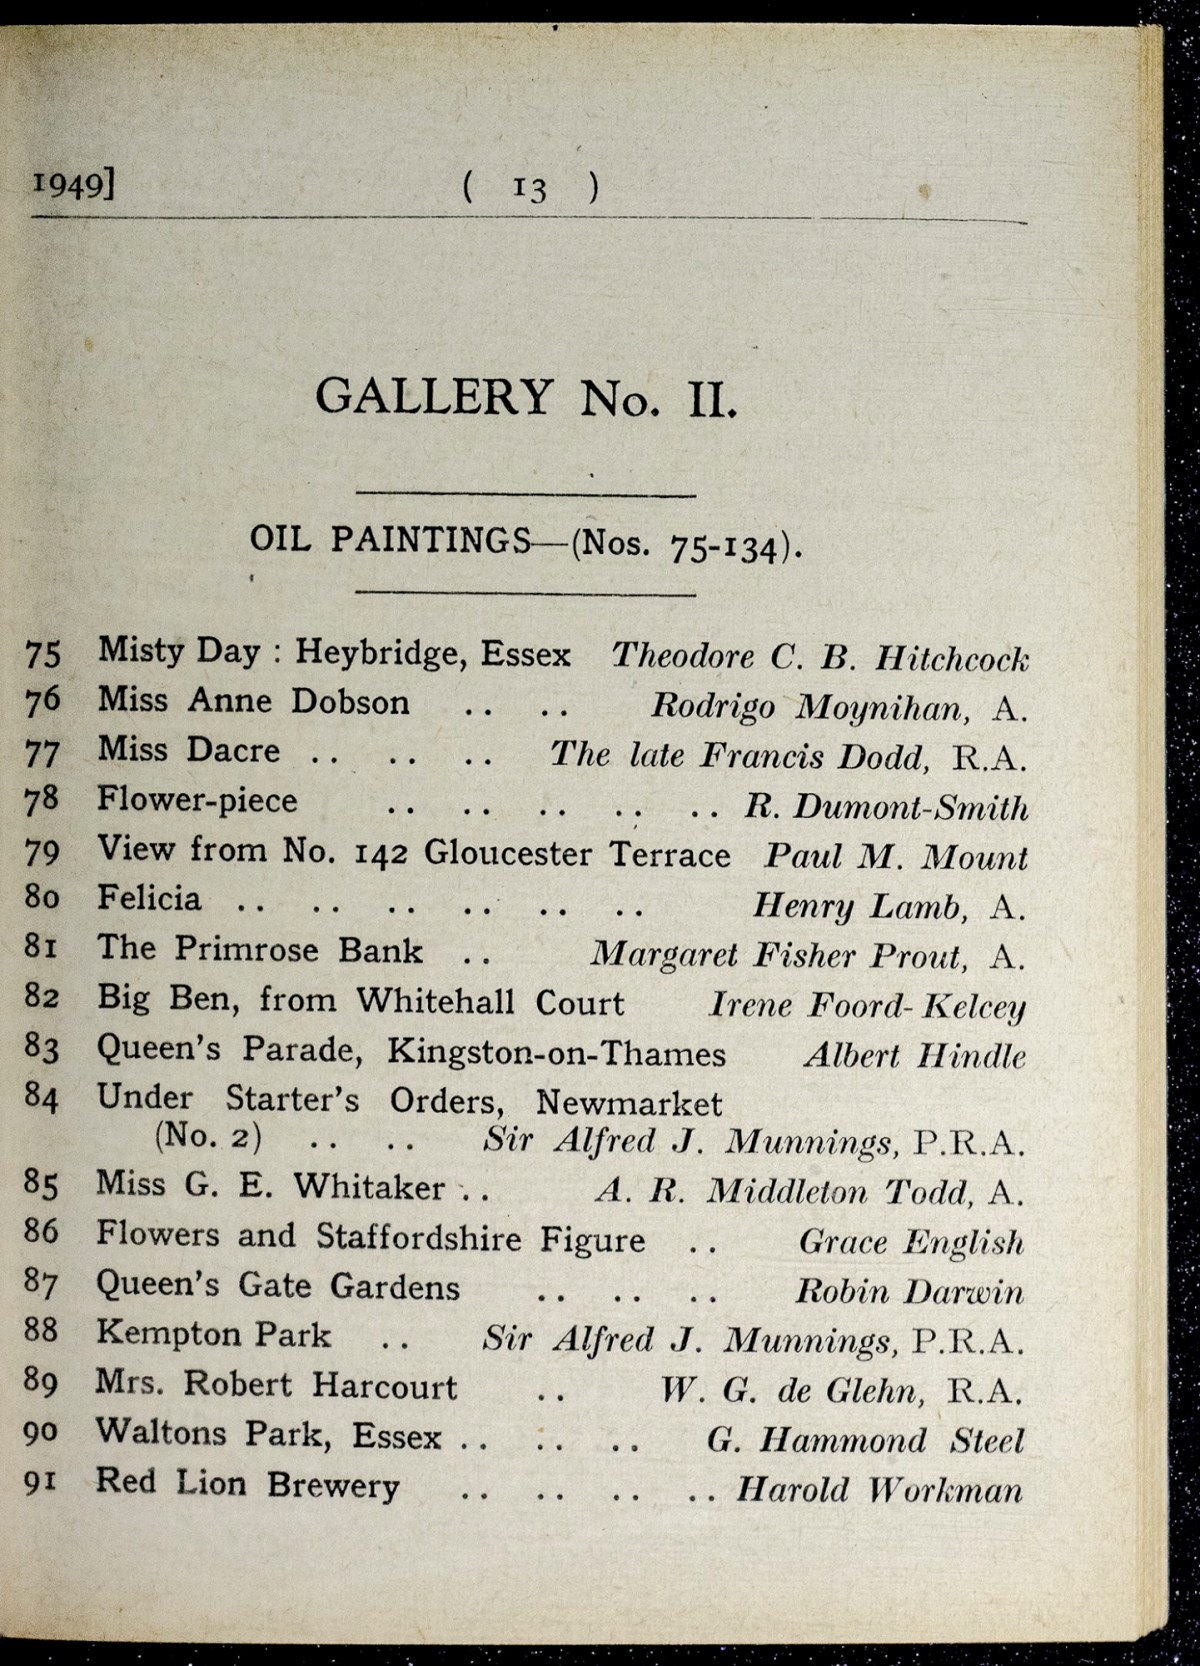 1949] ( 13 )
GALLERY No. II.
OIL PAINTINGS—(Nos. 75-134).
75 Misty Day : Heybridge, Essex Theodore C. B. Hitchcock
76 Miss Anne Dobson .. .. Rodrigo Moynihan, A.
77 Miss Dacre .. .. .. The late Francis Dodd, R.A.
78 Flower-piece .. .. .. .. .. R. Dumont-Smith
79 View from No. 142 Gloucester Terrace Paul M. Mount
80 Felicia .. .. .. .. .. .. Henry Lamb, A.
81 The Primrose Bank .. Margaret Fisher Prout, A.
82 Big Ben, from Whitehall Court Irene Foord-Kelcey
83 Queen's Parade, Kingston-on-Thames Albert Hindle
84 Under Starter's Orders, Newmarket
(No. 2) .. .. Sir Alfred J. Munnings, P.R.A.
85 Miss G. E. Whitaker .. A. R. Middleton Todd, A.
86 Flowers and Staffordshire Figure .. Grace English
87 Queen's Gate Gardens .. .. .. Robin Darwin
88 Kempton Park .. Sir Alfred J. Munnings, P.R.A.
89 Mrs. Robert Harcourt .. W. G. de Glehn, R.A.
90 Waltons Park, Essex .. .. .. G. Hammond Steel
91 Red Lion Brewery .. .. .. .. Harold Workman